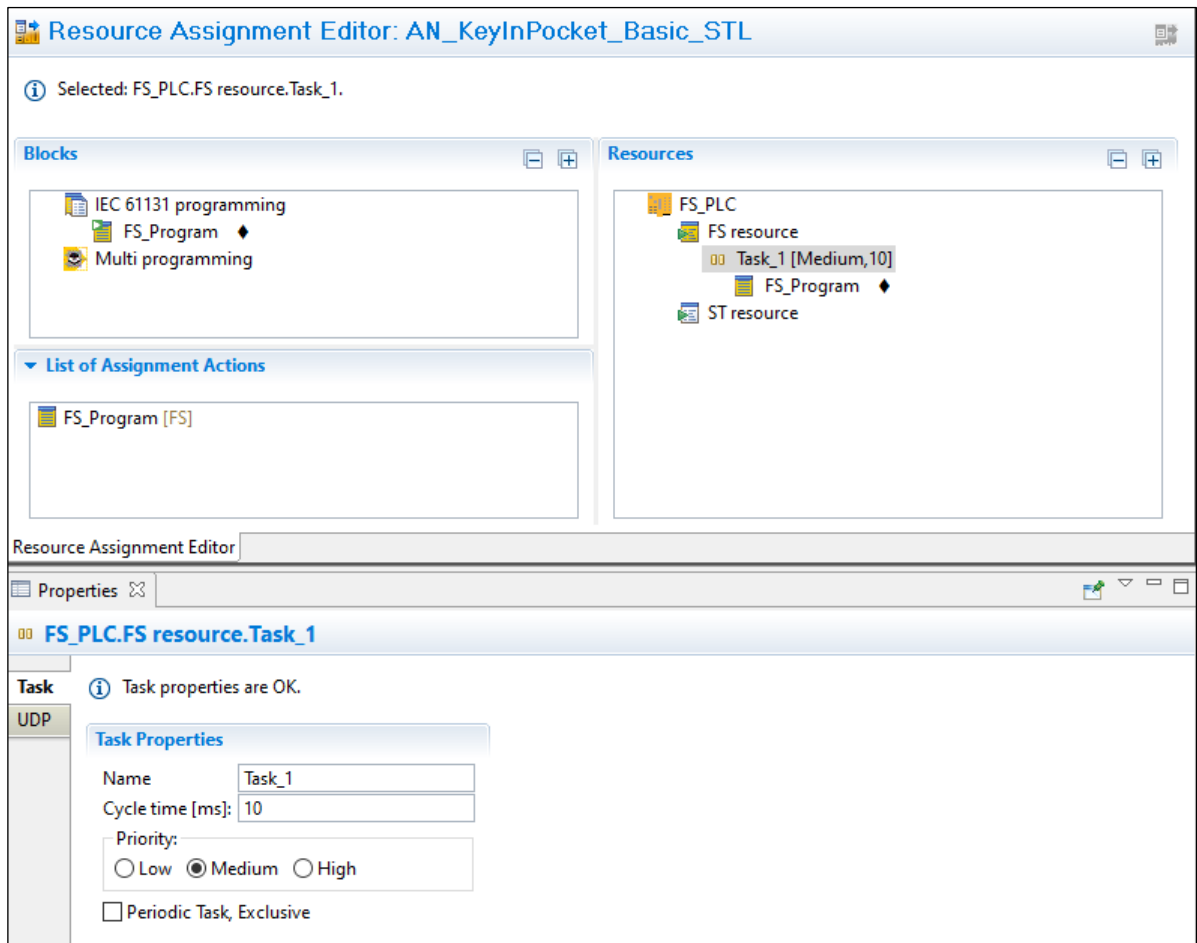 Resource Assignment Editor: AN_KeyInPocket_Basic_STL
Selected: FS_PLC.FS resource.Task_1.
Blocks
IEC 61131 programming
FS_Program
Multi programming
List of Assignment Actions
FS_Program [FS]
Resources
FS_PLC
FS resource
Task_1 [Medium,10]
FS_Program
ST resource
Resource Assignment Editor
Properties
FS_PLC.FS resource.Task_1
Task
UDP
Task properties are OK.
Task Properties
Name Task_1
Cycle time [ms]: 10
Priority:
Low Medium High
Periodic Task, Exclusive